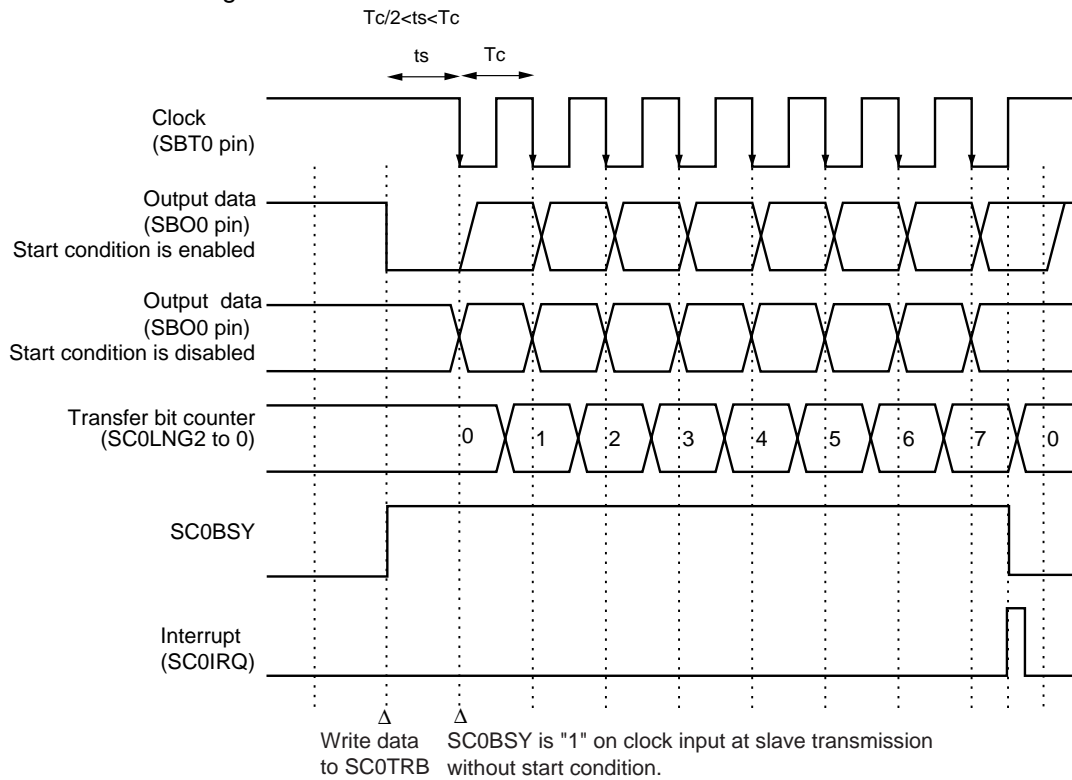 Tc/2<ts<Tc
ts
Tc
Clock
(SBT0 pin)
Output data
(SBO0 pin)
Start condition is enabled
Output data
(SBO0 pin)
Start condition is disabled
Transfer bit counter
(SC0LNG2 to 0)
0 1 2 3 4 5 6 7 0
SC0BSY
Interrupt
(SC0IRQ)
Δ Δ
Write data
to SC0TRB
SC0BSY is "1" on clock input at slave transmission
without start condition.